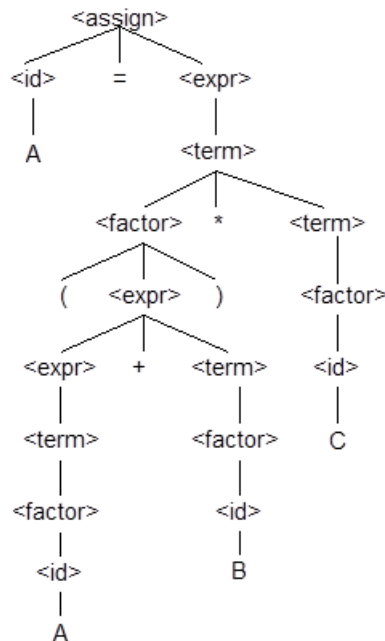 <assign>
<id> = <expr>
A <term>
<factor> * <term>
( <expr> ) <factor>
<expr> + <term> <id>
<term> <factor> C
<factor> <id>
<id> B
A